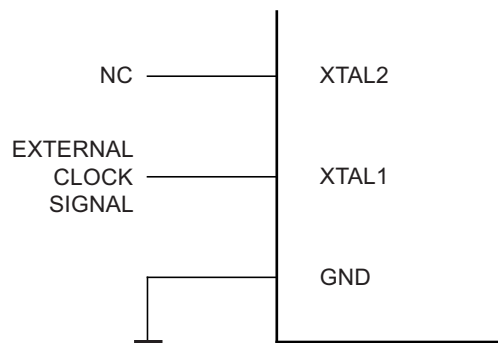 NC
XTAL2
EXTERNAL
CLOCK
SIGNAL
XTAL1
GND